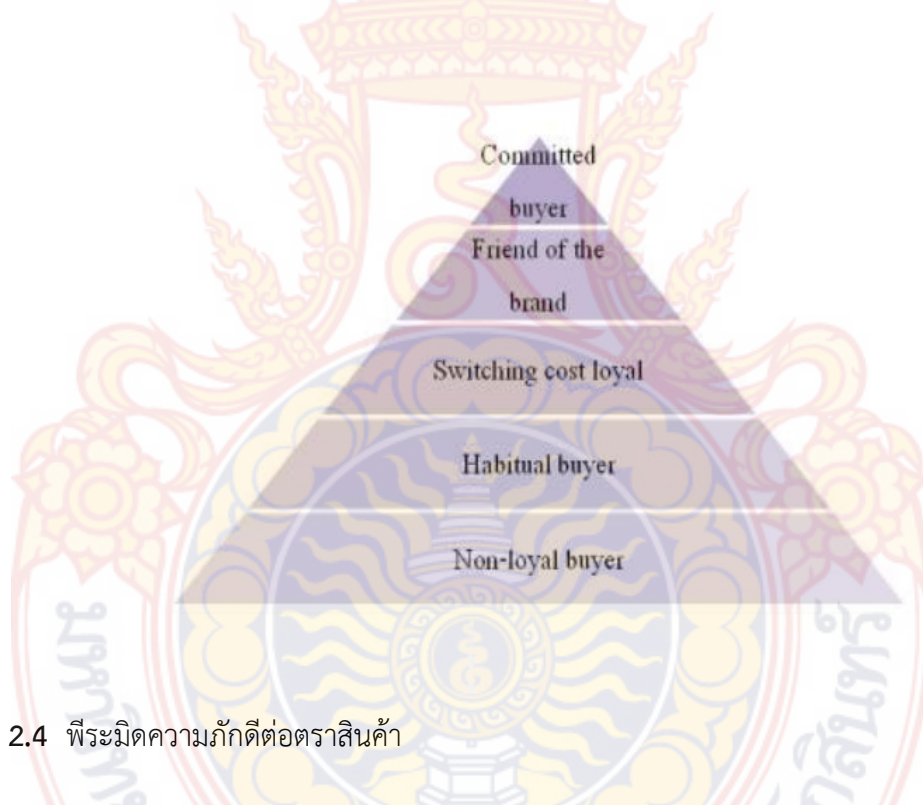 Committed
buyer
Friend of the
brand
Switching cost loyal
Habitual buyer
Non-loyal buyer
2.4 พีระมิดความภักดีต่อตราสินค้า